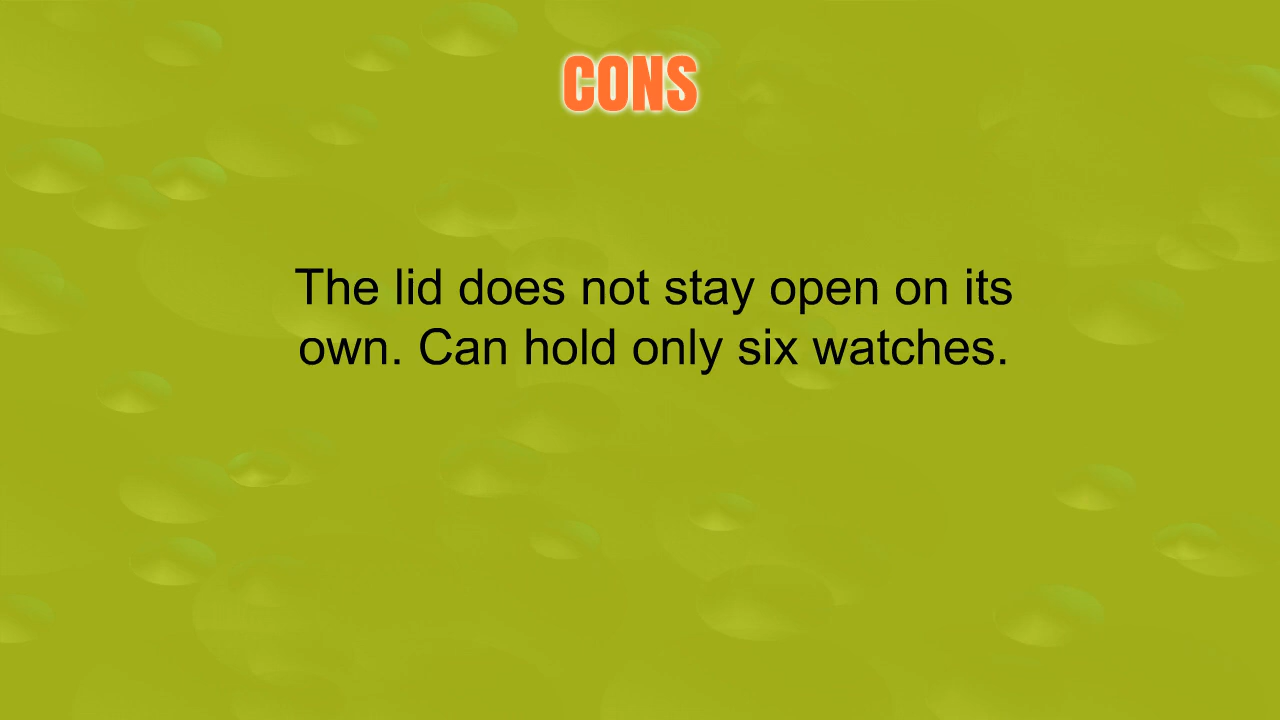 CONS
The lid does not stay open on its
own. Can hold only six watches.